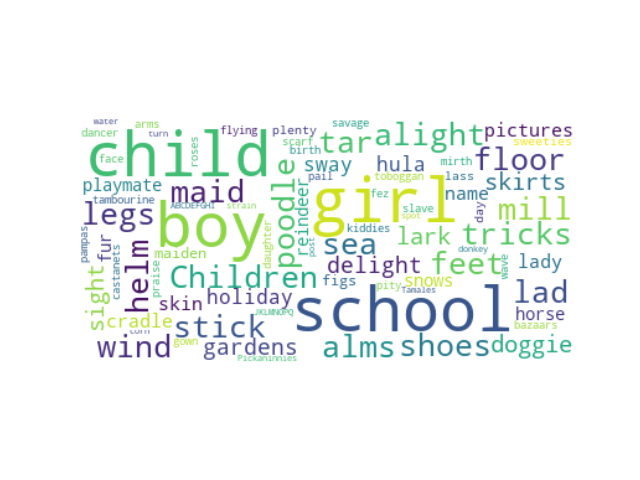 water arms flying plenty savage pictures
dancer turn roses scarf tar alight sweeties
child face birth sway hula mirth floor
playmate maid poodle pail toboggan lass skirts
tambourine ABCDEFGHI reindeer girl fez name
legs boy slave day mill
pampas fur castanets strain daughter kiddies spot lark tricks
maiden post sea donkey
helm praise delight feet wave lady
sight Children figs pity snows lad
skin holiday Tamales horse
cradle JKLMNOPQ school bazaars
torn stick
wind gown gardens alms shoes doggie
Pickaninnies